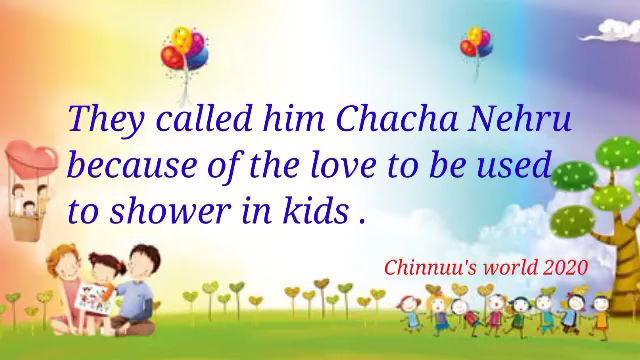 They called him Chacha Nehru
because of the love to be used
to shower in kids .
Chinnuu's world 2020